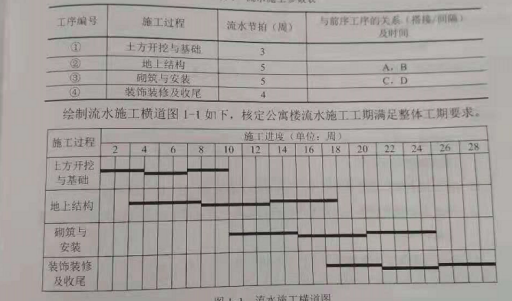 工序编号 施工过程 流水节拍（周） 与前序工序的关系（搭接/间隔）及时间
① 土方开挖与基础 3
② 地上结构 5 A、B
③ 砌筑与安装 5 C、D
④ 装饰装修及收尾 4
绘制流水施工横道图 1-1 如下，核定公寓楼流水施工工期满足整体工期要求。
施工过程 施工进度（单位：周）
2 4 6 8 10 12 14 16 18 20 22 24 26 28
土方开挖
与基础
地上结构
砌筑与
安装
装饰装修
及收尾
图 1-1 流水施工横道图